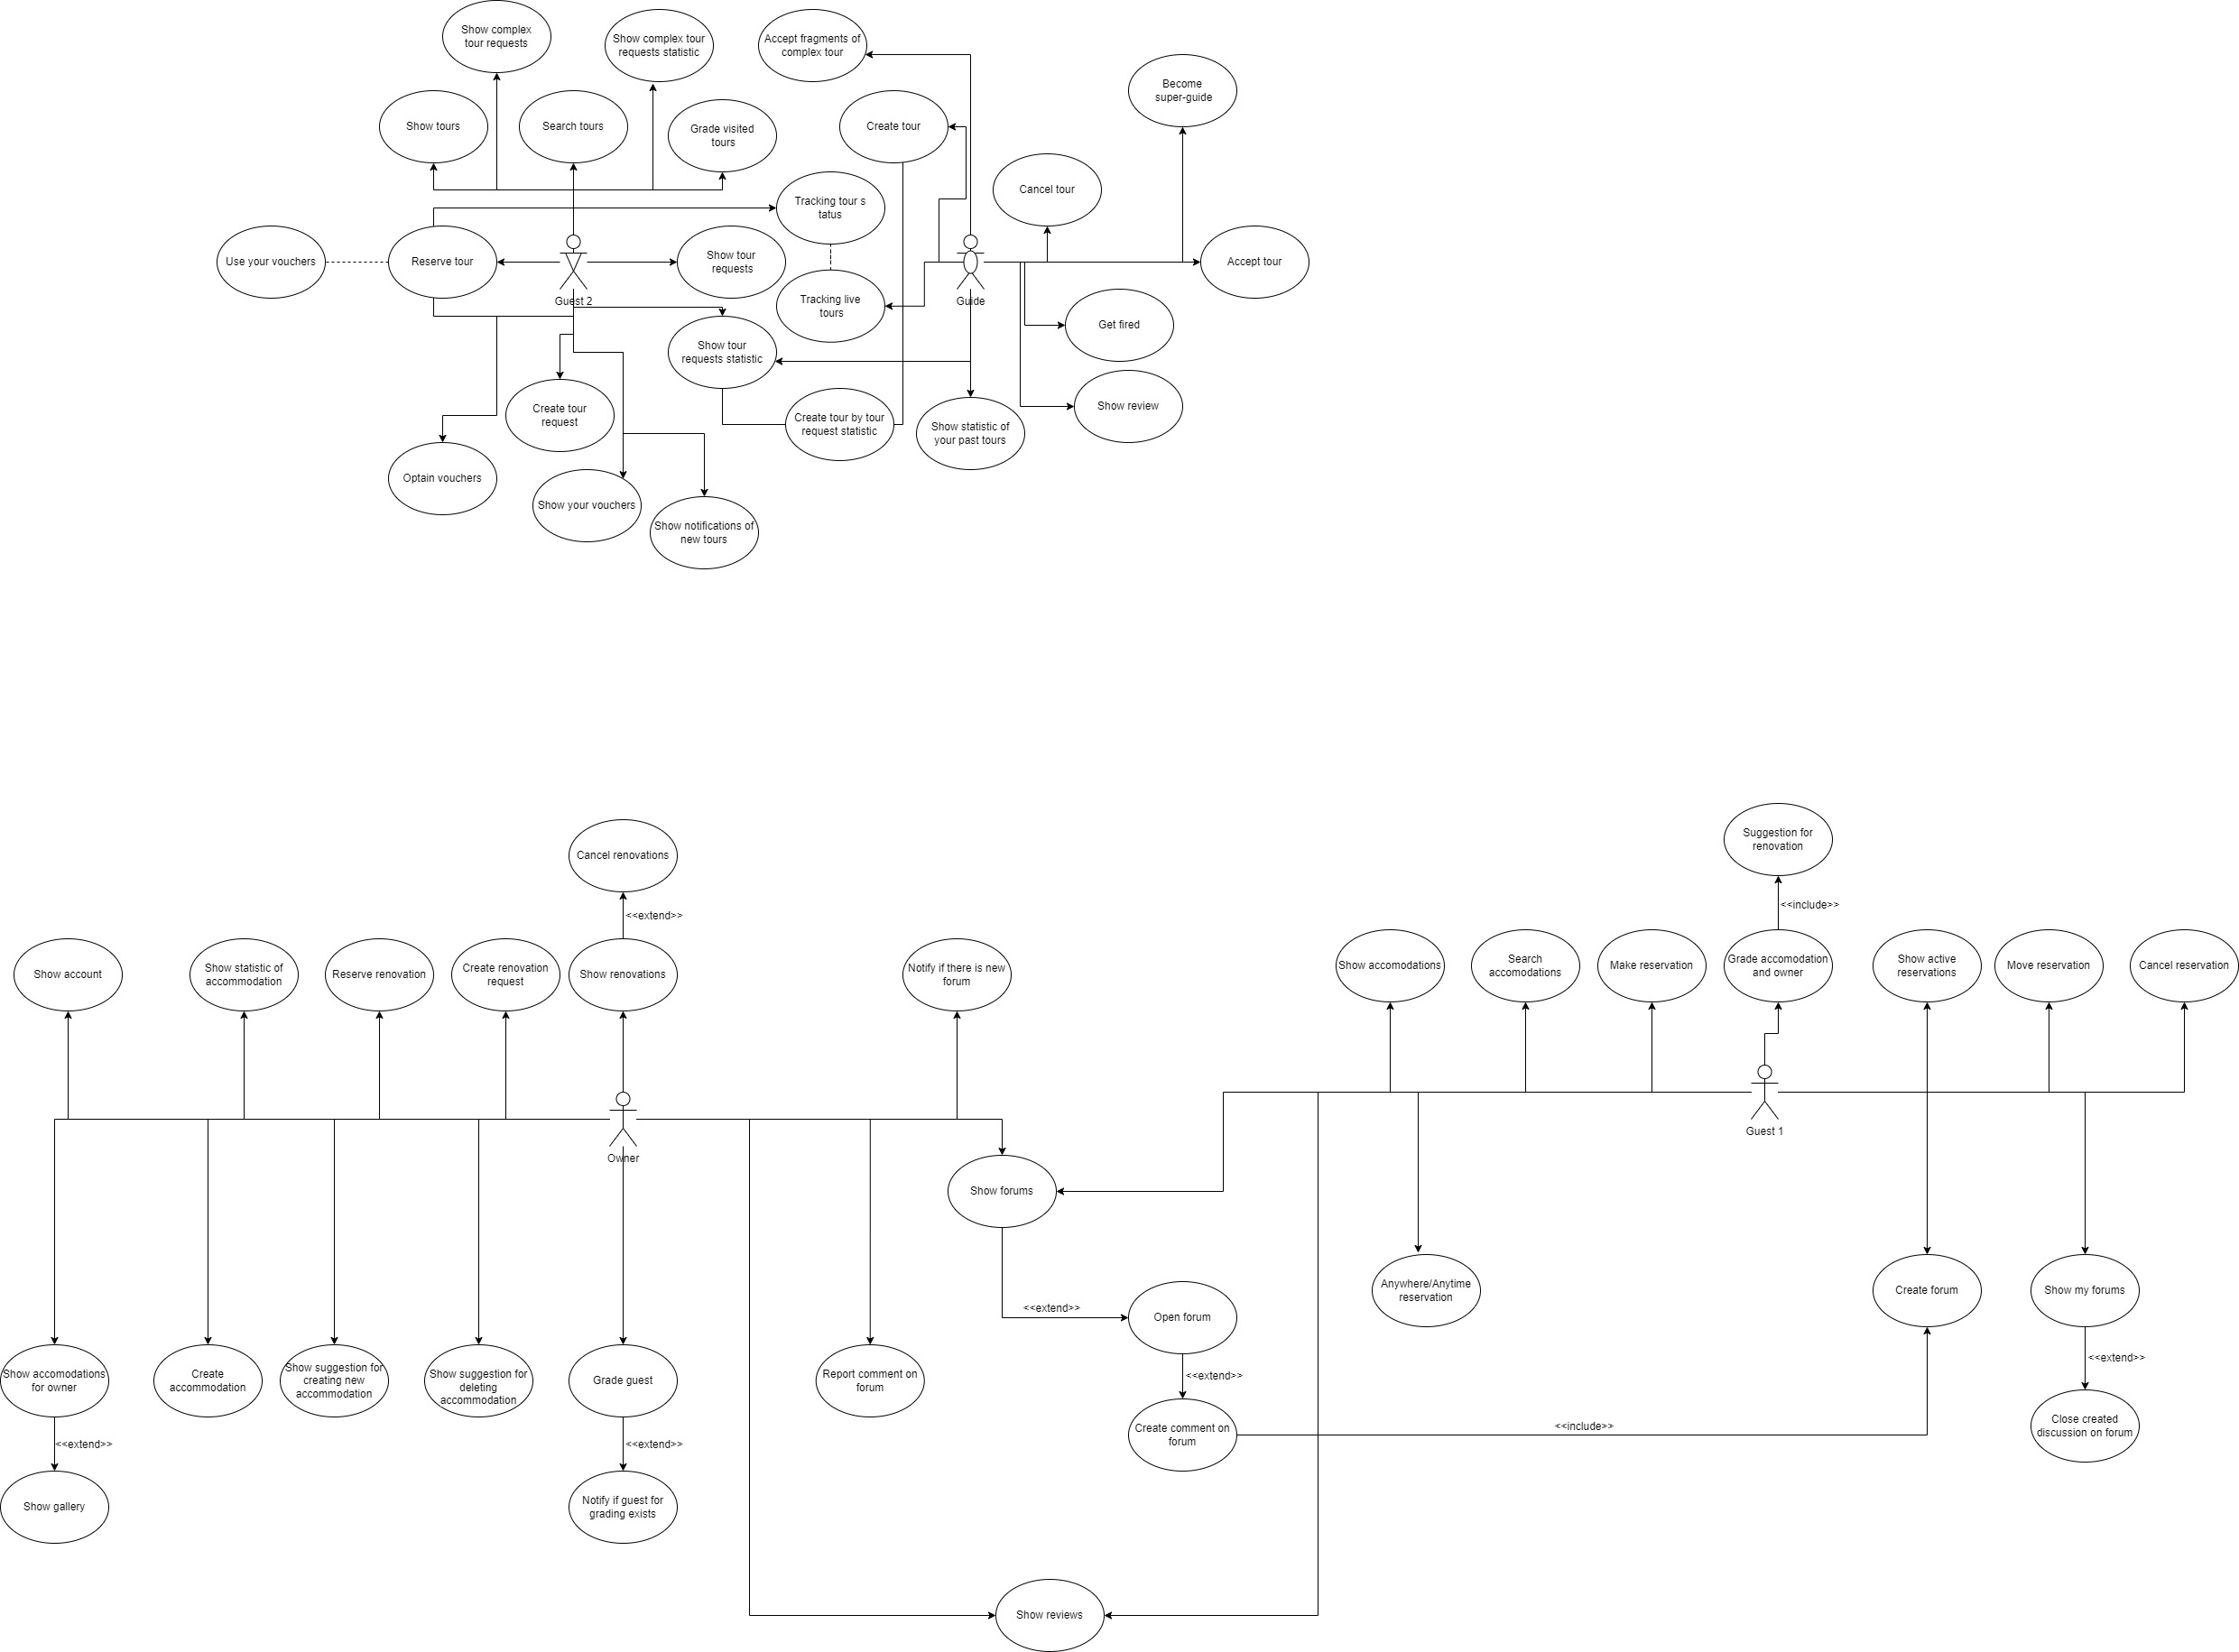 Show complex
tour requests
Show complex tour
requests statistic
Accept fragments of
complex tour
Become
super-guide
Show tours
Search tours
Grade visited
tours
Create tour
Cancel tour
Tracking tour s
tatus
Use your vouchers
Reserve tour
Show tour
requests
Accept tour
Guest 2
Tracking live
tours
Guide
Get fired
Show tour
requests statistic
Create tour
request
Create tour by tour
request statistic
Show statistic of
your past tours
Show review
Optain vouchers
Show your vouchers
Show notifications of
new tours
Suggestion for
renovation
Cancel renovations
<<extend>>
<<include>>
Show account
Show statistic of
accommodation
Reserve renovation
Create renovation
request
Show renovations
Notify if there is new
forum
Show accomodations
Search
accomodations
Make reservation
Grade accomodation
and owner
Show active
reservations
Move reservation
Cancel reservation
Guest 1
Owner
Show forums
Anywhere/Anytime
reservation
Create forum
Show my forums
<<extend>>
Open forum
<<extend>>
<<extend>>
Show accomodations
for owner
Create
accommodation
Show suggestion for
creating new
accommodation
Show suggestion for
deleting
accommodation
Grade guest
Report comment on
forum
Create comment on
forum
<<include>>
Close created
discussion on forum
<<extend>>
<<extend>>
Show gallery
Notify if guest for
grading exists
Show reviews